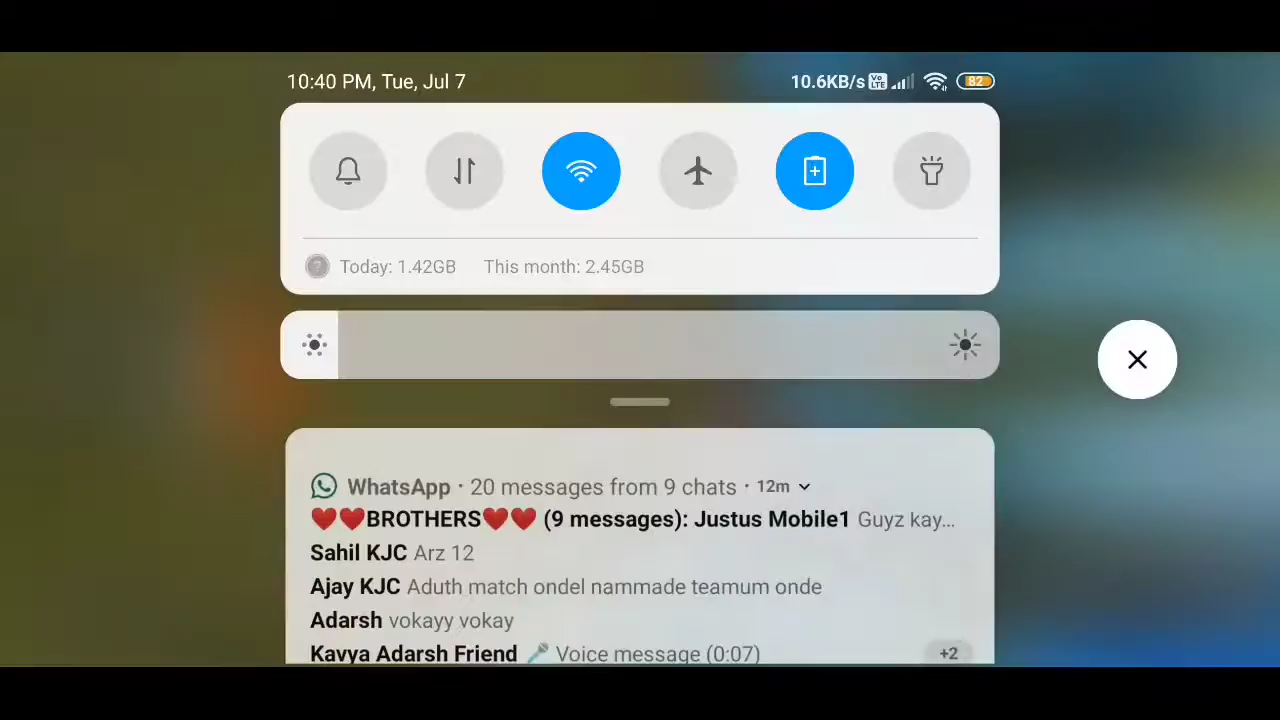 10:40 PM, Tue, Jul 7 10.6KB/s Vo LTE 82
Today: 1.42GB This month: 2.45GB
WhatsApp · 20 messages from 9 chats · 12m
❤️❤️BROTHERS❤️❤️ (9 messages): Justus Mobile1 Guyz kay...
Sahil KJC Arz 12
Ajay KJC Aduth match ondel nammade teamum onde
Adarsh vokayy vokay
Kavya Adarsh Friend 🎤 Voice message (0:07) +2